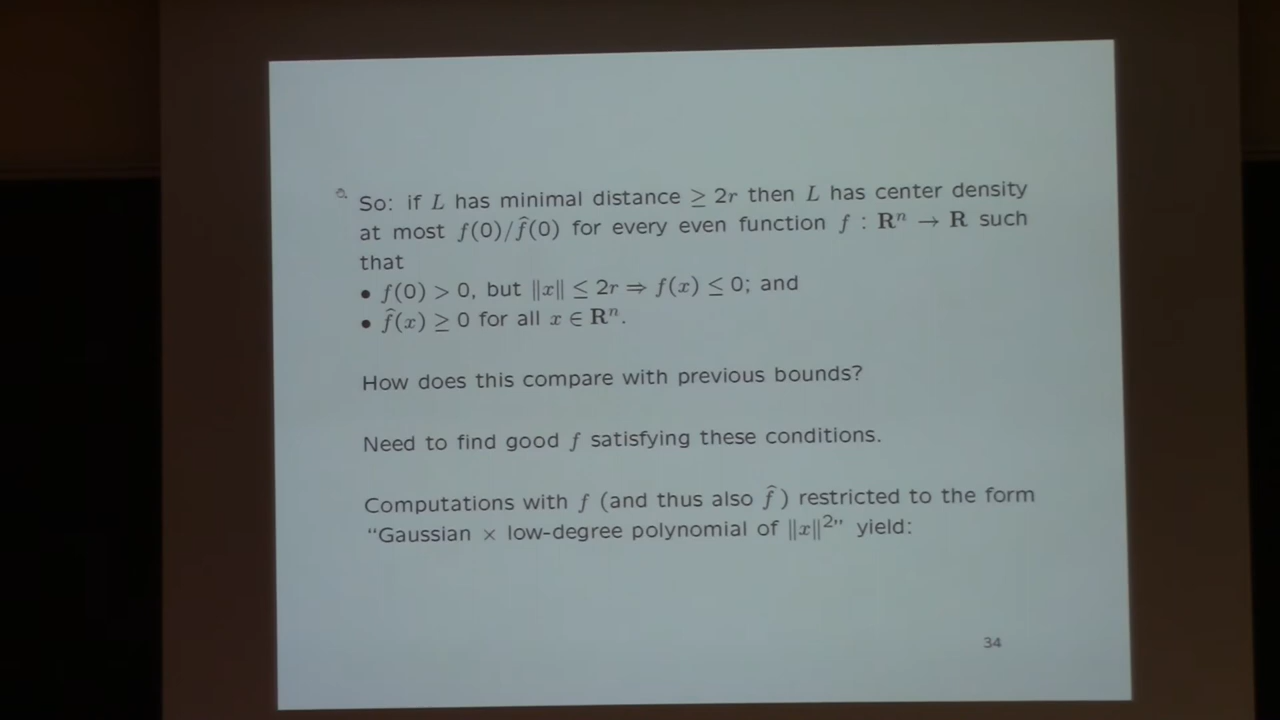 So: if L has minimal distance ≥ 2r then L has center density
at most f(0)/f̂(0) for every even function f : Rⁿ → R such
that
• f(0) > 0, but ‖x‖ ≤ 2r ⇒ f(x) ≤ 0; and
• f̂(x) ≥ 0 for all x ∈ Rⁿ.
How does this compare with previous bounds?
Need to find good f satisfying these conditions.
Computations with f (and thus also f̂ ) restricted to the form
“Gaussian × low-degree polynomial of ‖x‖²” yield:
34